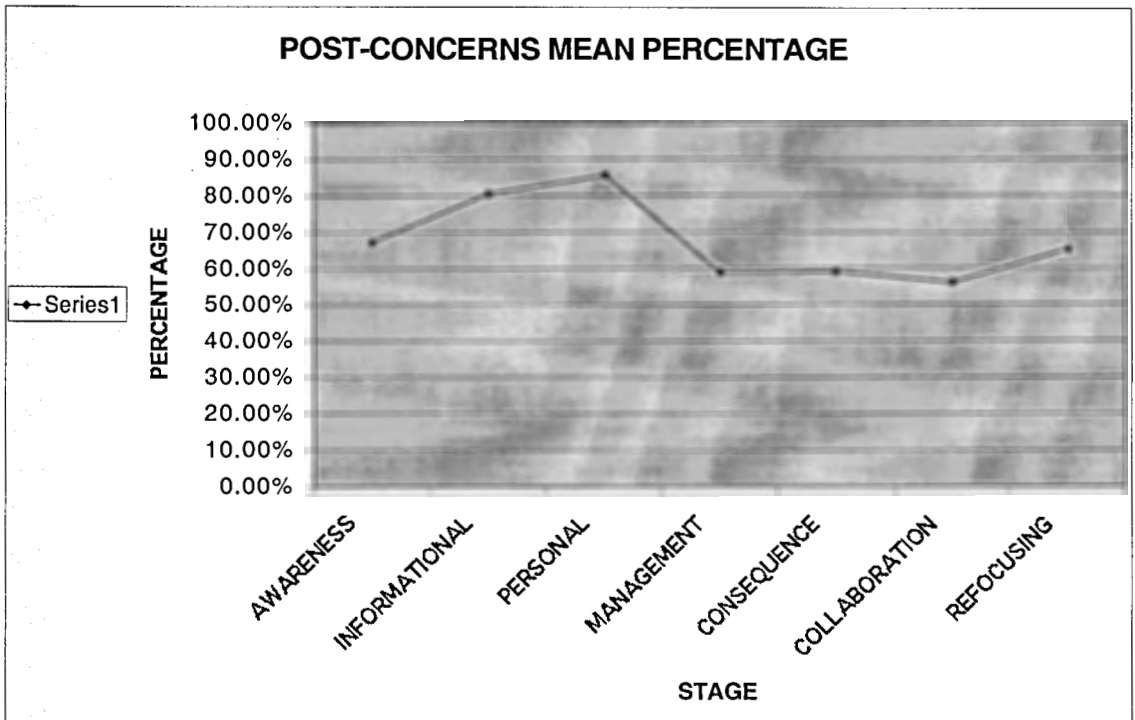 POST-CONCERNS MEAN PERCENTAGE
100.00%
90.00%
80.00%
70.00%
60.00%
50.00%
40.00%
30.00%
20.00%
10.00%
0.00%
PERCENTAGE
Series1
AWARENESS
INFORMATIONAL
PERSONAL
MANAGEMENT
CONSEQUENCE
COLLABORATION
REFOCUSING
STAGE